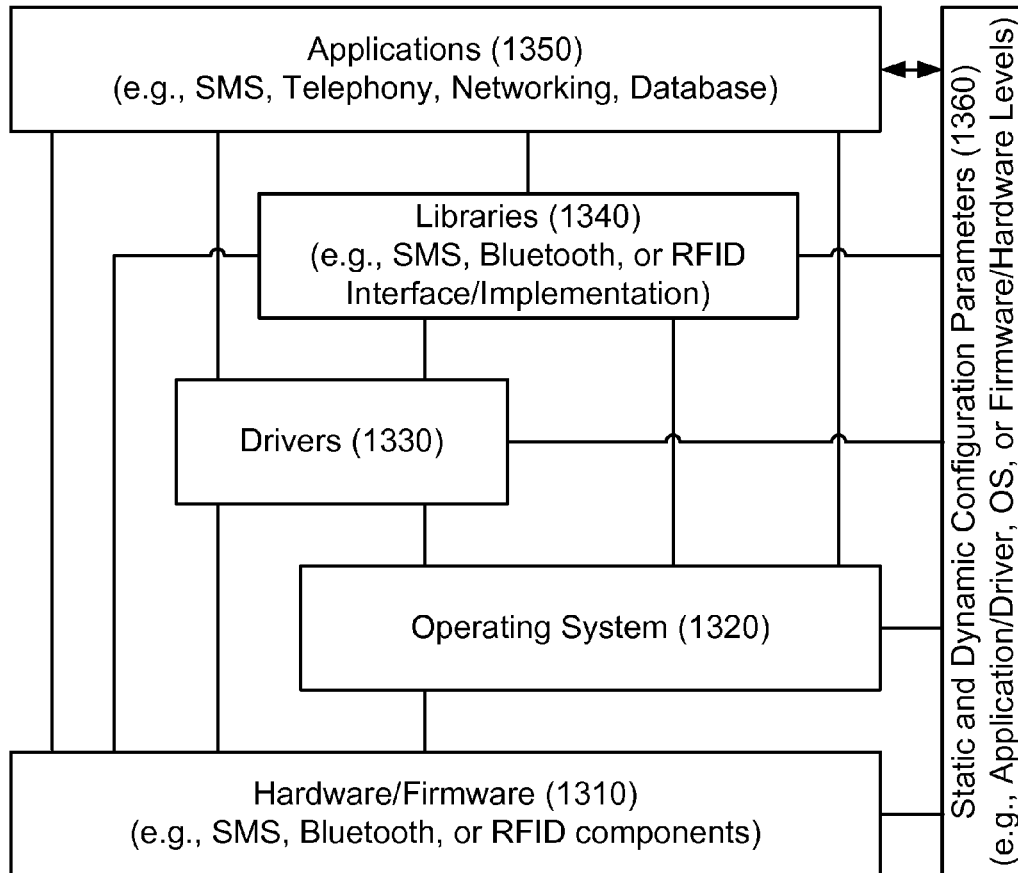 Applications (1350)
(e.g., SMS, Telephony, Networking, Database)
Libraries (1340)
(e.g., SMS, Bluetooth, or RFID
Interface/Implementation)
Drivers (1330)
Operating System (1320)
Hardware/Firmware (1310)
(e.g., SMS, Bluetooth, or RFID components)
Static and Dynamic Configuration Parameters (1360)
(e.g., Application/Driver, OS, or Firmware/Hardware Levels)